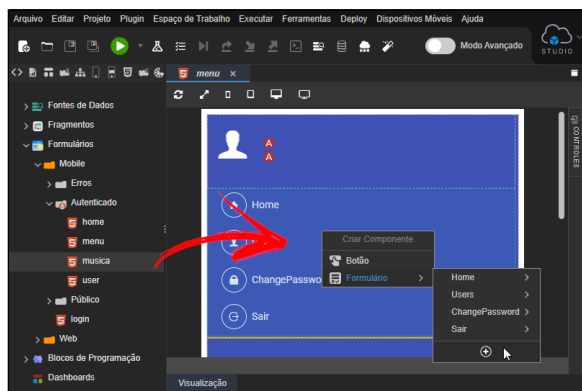 Arquivo Editar Projeto Plugin Espaço de Trabalho Executar Ferramentas Deploy Dispositivos Móveis Ajuda
Modo Avançado
STUDIO
menu ×
Fontes de Dados
Fragmentos
Formulários
Mobile
Erros
Autenticado
home
menu
musica
user
Público
login
Web
Blocos de Programação
Dashboards
CONTROLES
A
A
Home
ChangePasswo
Sair
Criar Componente
Botão
Formulário
Home
Users
ChangePassword
Sair
Visualização